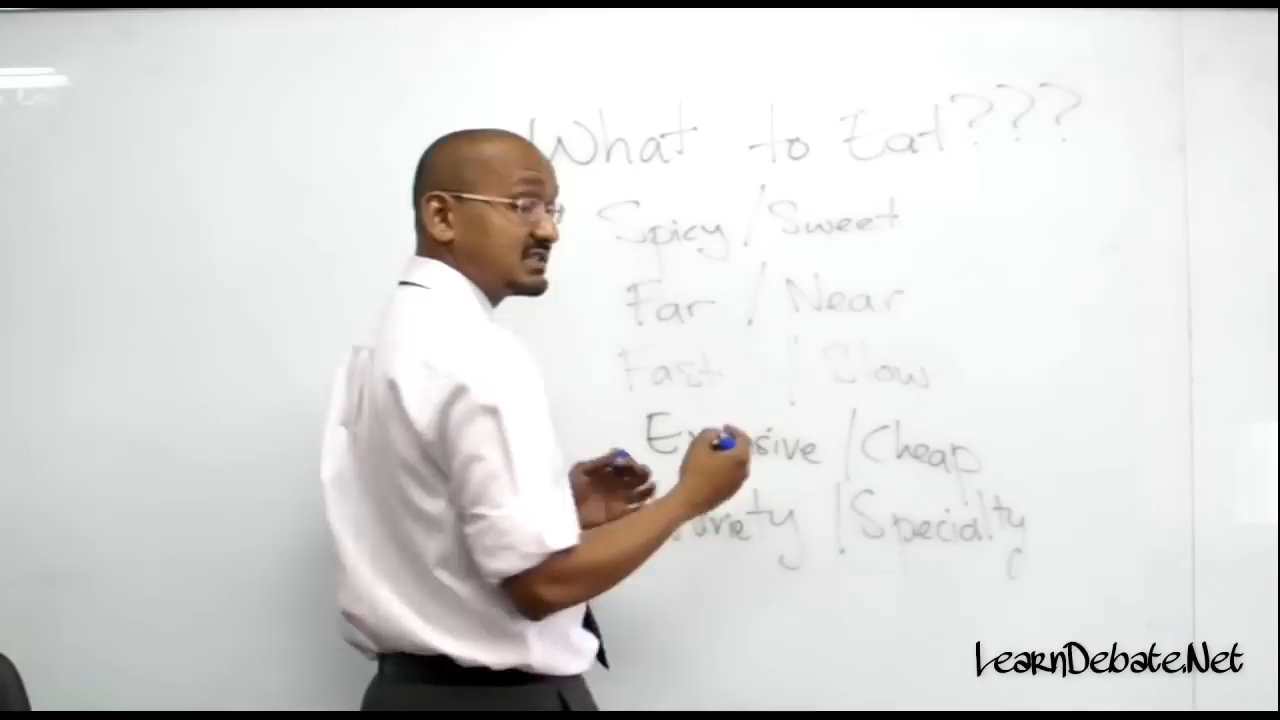 What to Eat???
Spicy / Sweet
Far / Near
Fast / Slow
/ Cheap
/ Specialty
LearnDebate.Net